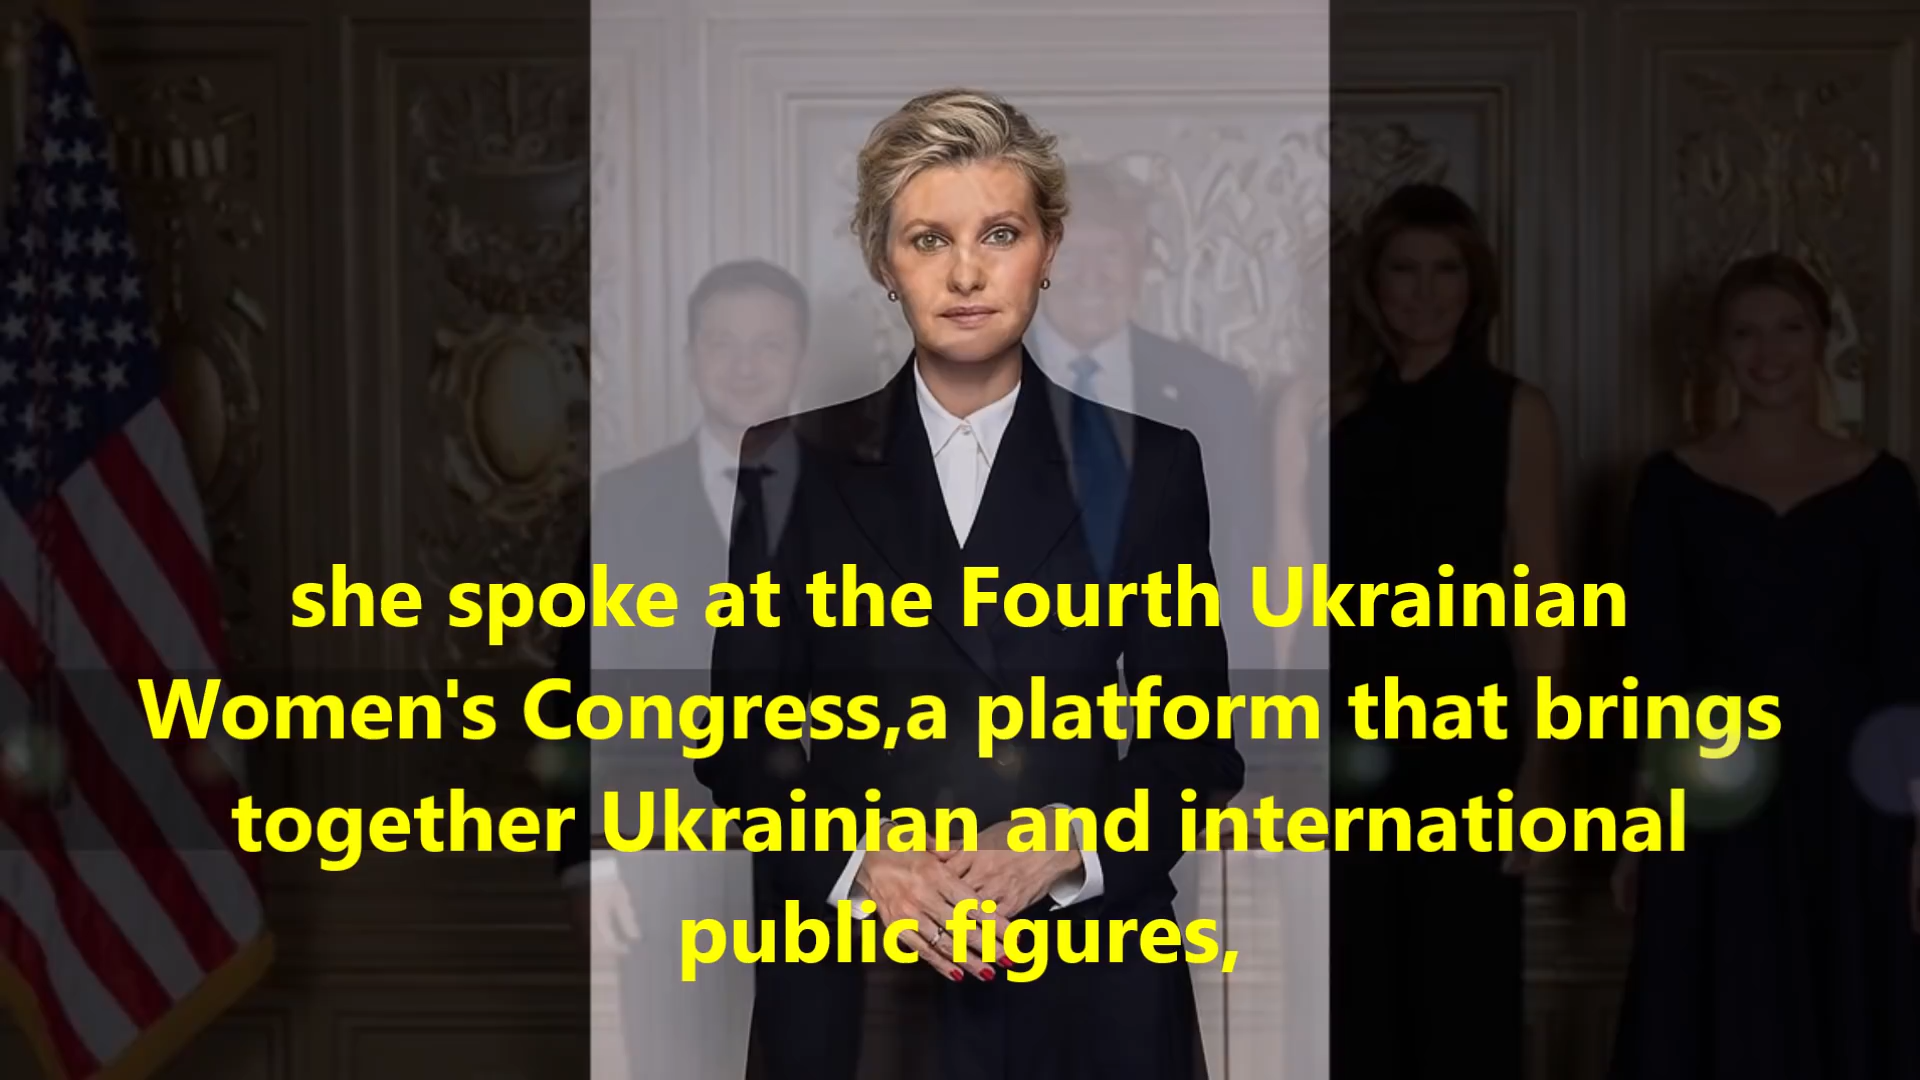 she spoke at the Fourth Ukrainian
Women's Congress,a platform that brings
together Ukrainian and international
public figures,